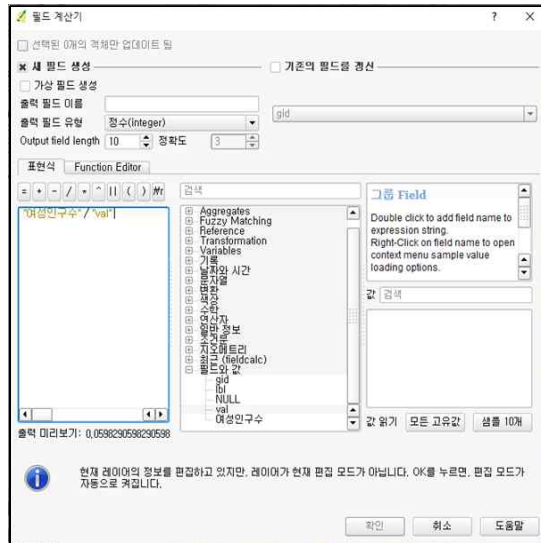 필드 계산기
선택된 0개의 객체만 업데이트 됨
새 필드 생성
기존의 필드를 갱신
가상 필드 생성
출력 필드 이름
gid
출력 필드 유형 정수(integer)
Output field length 10 정확도 3
표현식 Function Editor
= + - / * ^ || ( ) ₩n
"여성인구수" / "val"
검색
Aggregates
Fuzzy Matching
Reference
Transformation
Variables
기록
날짜와 시간
문자열
변환
색상
수학
연산자
일반 정보
조건문
지오메트리
최근 (fieldcalc)
필드와 값
gid
lbl
NULL
val
여성인구수
그룹 Field
Double click to add field name to
expression string.
Right-Click on field name to open
context menu sample value
loading options.
값 검색
값 읽기 모든 고유값 샘플 10개
출력 미리보기: 0,0598290598290598
현재 레이어의 정보를 편집하고 있지만, 레이어가 현재 편집 모드가 아닙니다. OK를 누르면, 편집 모드가
자동으로 켜집니다.
확인 취소 도움말